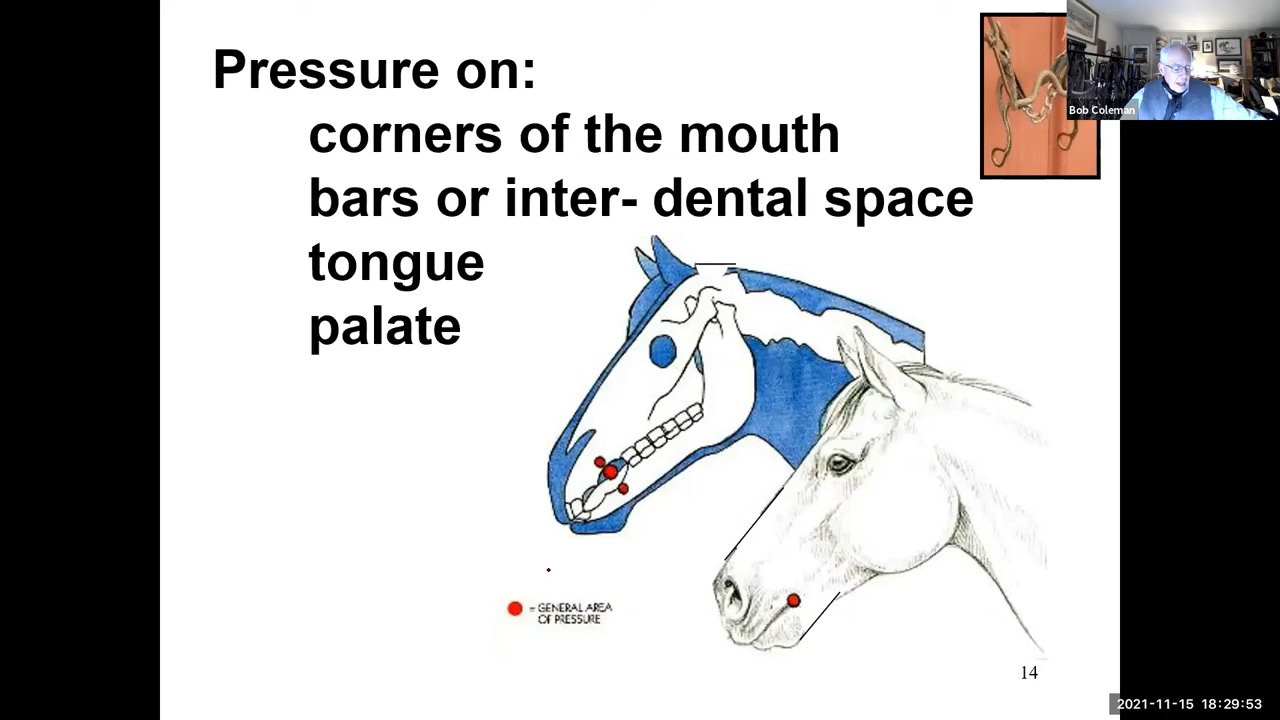 Pressure on:
corners of the mouth
bars or inter- dental space
tongue
palate
Bob Coleman
= GENERAL AREA
OF PRESSURE
14
2021-11-15 18:29:53